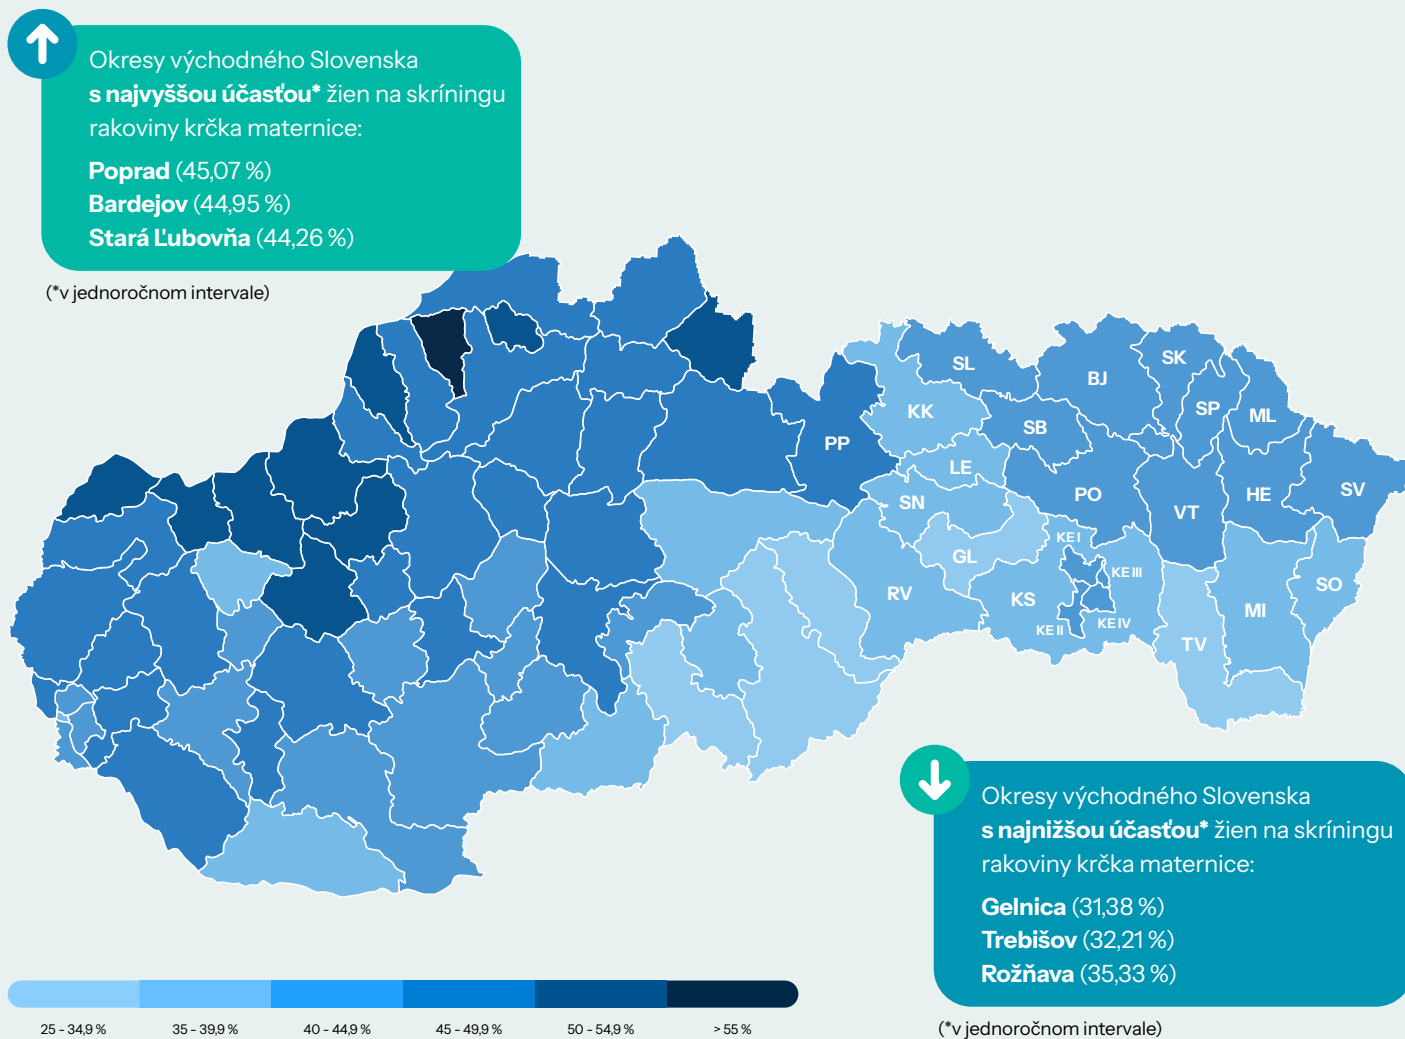 Okresy východného Slovenska
s najvyššou účasťou* žien na skríningu
rakoviny krčka maternice:
Poprad (45,07 %)
Bardejov (44,95 %)
Stará Ľubovňa (44,26 %)
(*v jednoročnom intervale)
SL
BJ
SK
SP
ML
KK
SB
PP
LE
SN
PO
VT
HE
SV
KE I
GL
KE III
RV
KS
SO
MI
KE II
KE IV
TV
Okresy východného Slovenska
s najnižšou účasťou* žien na skríningu
rakoviny krčka maternice:
Gelnica (31,38 %)
Trebišov (32,21 %)
Rožňava (35,33 %)
(*v jednoročnom intervale)
25 - 34,9 %
35 - 39,9 %
40 - 44,9 %
45 - 49,9 %
50 - 54,9 %
> 55 %